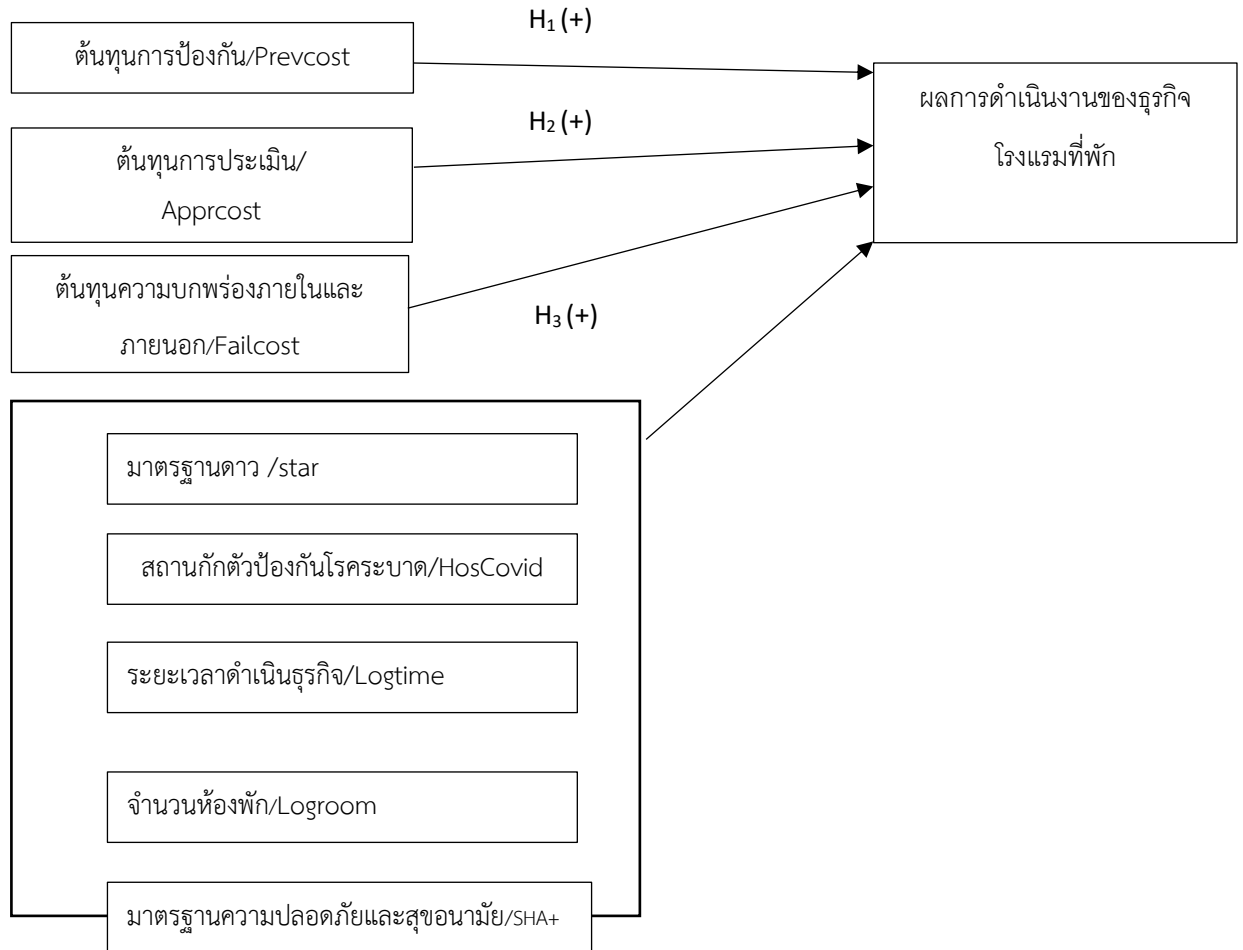 H₁ (+)
ต้นทุนการป้องกัน/Prevcost
ผลการดำเนินงานของธุรกิจ
โรงแรมที่พัก
H₂ (+)
ต้นทุนการประเมิน/
Apprcost
ต้นทุนความบกพร่องภายในและ
ภายนอก/Failcost
H₃ (+)
มาตรฐานดาว /star
สถานกักตัวป้องกันโรคระบาด/HosCovid
ระยะเวลาดำเนินธุรกิจ/Logtime
จำนวนห้องพัก/Logroom
มาตรฐานความปลอดภัยและสุขอนามัย/SHA+